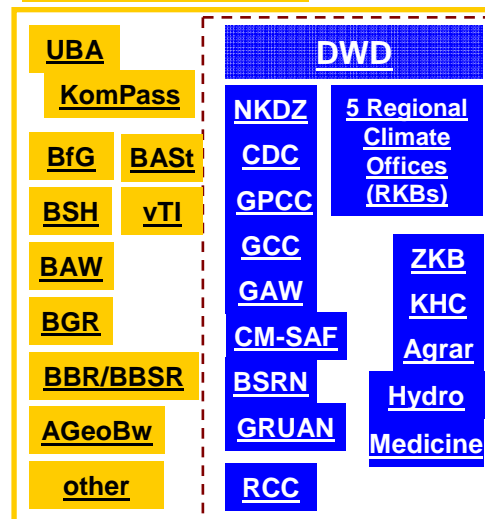 UBA
KomPass
BfG
BASt
BSH
vTI
BAW
BGR
BBR/BBSR
AGeoBw
other
DWD
NKDZ
CDC
GPCC
GCC
GAW
CM-SAF
BSRN
GRUAN
RCC
5 Regional
Climate
Offices
(RKBs)
ZKB
KHC
Agrar
Hydro
Medicine